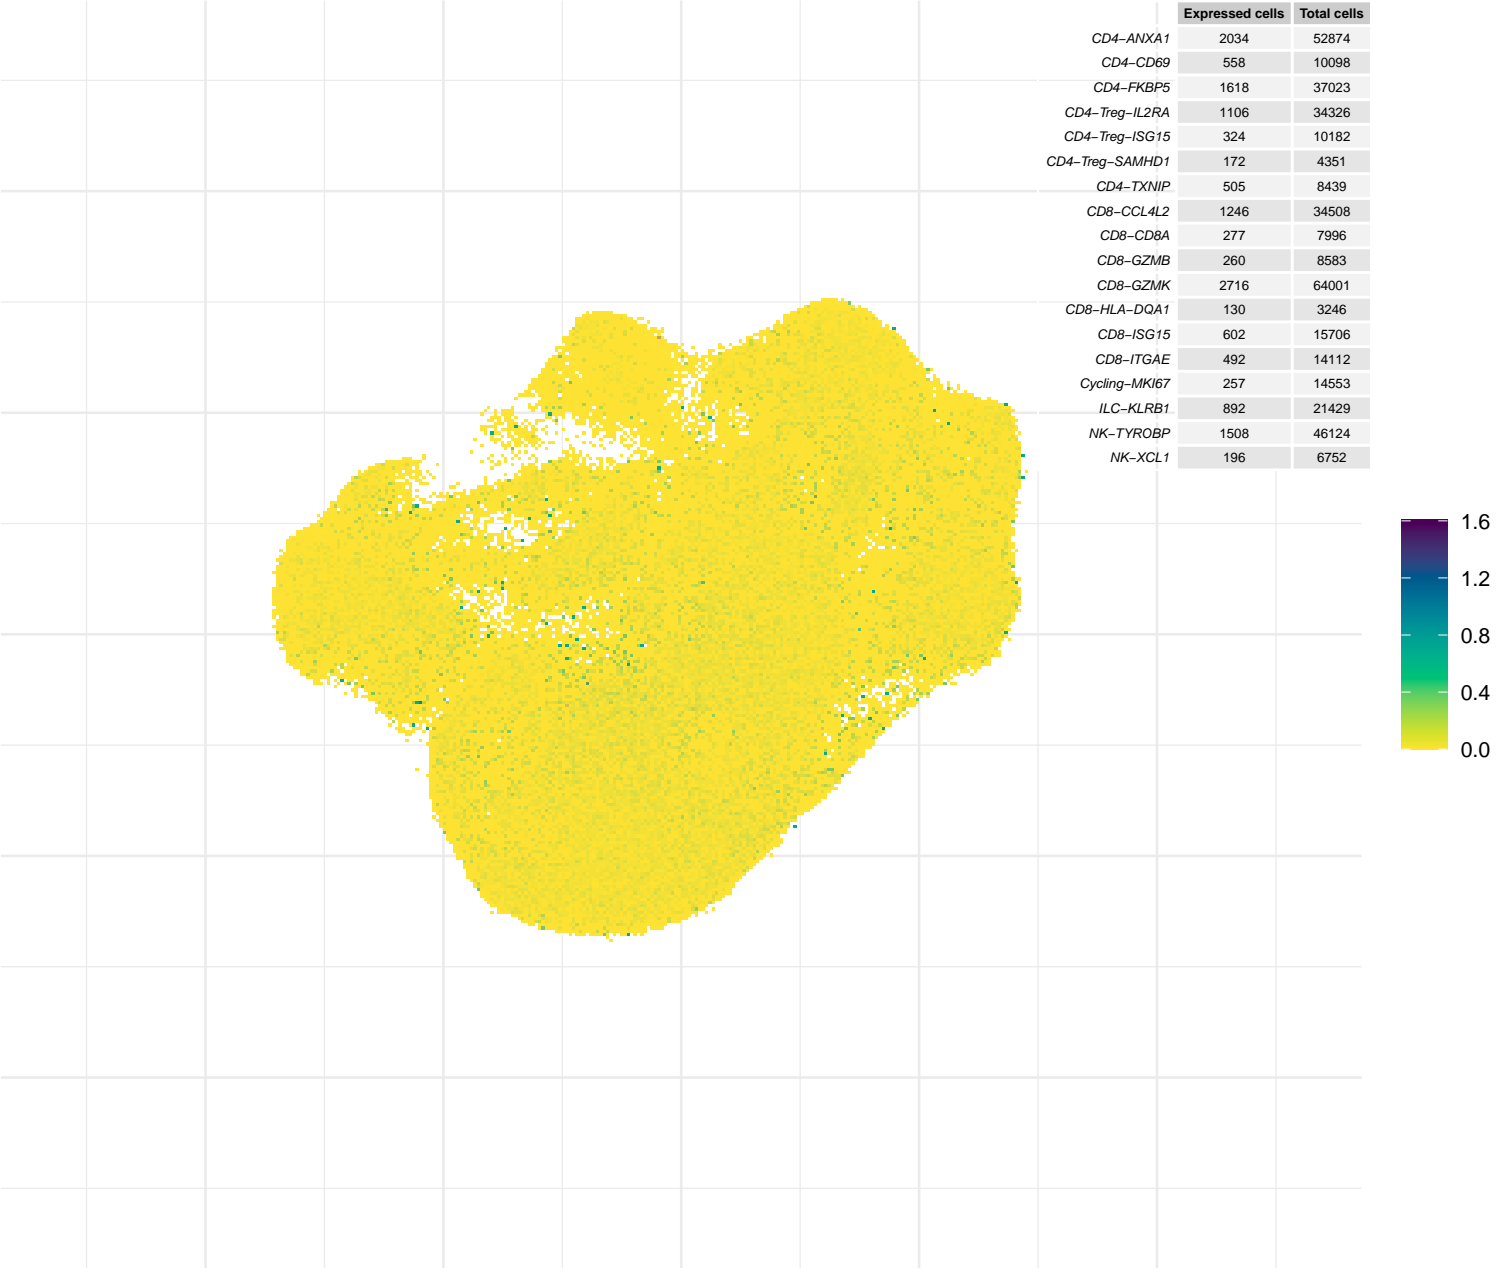 Expressed cells Total cells
CD4−ANXA1 2034 52874
CD4−CD69 558 10098
CD4−FKBP5 1618 37023
CD4−Treg−IL2RA 1106 34326
CD4−Treg−ISG15 324 10182
CD4−Treg−SAMHD1 172 4351
CD4−TXNIP 505 8439
CD8−CCL4L2 1246 34508
CD8−CD8A 277 7996
CD8−GZMB 260 8583
CD8−GZMK 2716 64001
CD8−HLA−DQA1 130 3246
CD8−ISG15 602 15706
CD8−ITGAE 492 14112
Cycling−MKI67 257 14553
ILC−KLRB1 892 21429
NK−TYROBP 1508 46124
NK−XCL1 196 6752
1.6
1.2
0.8
0.4
0.0